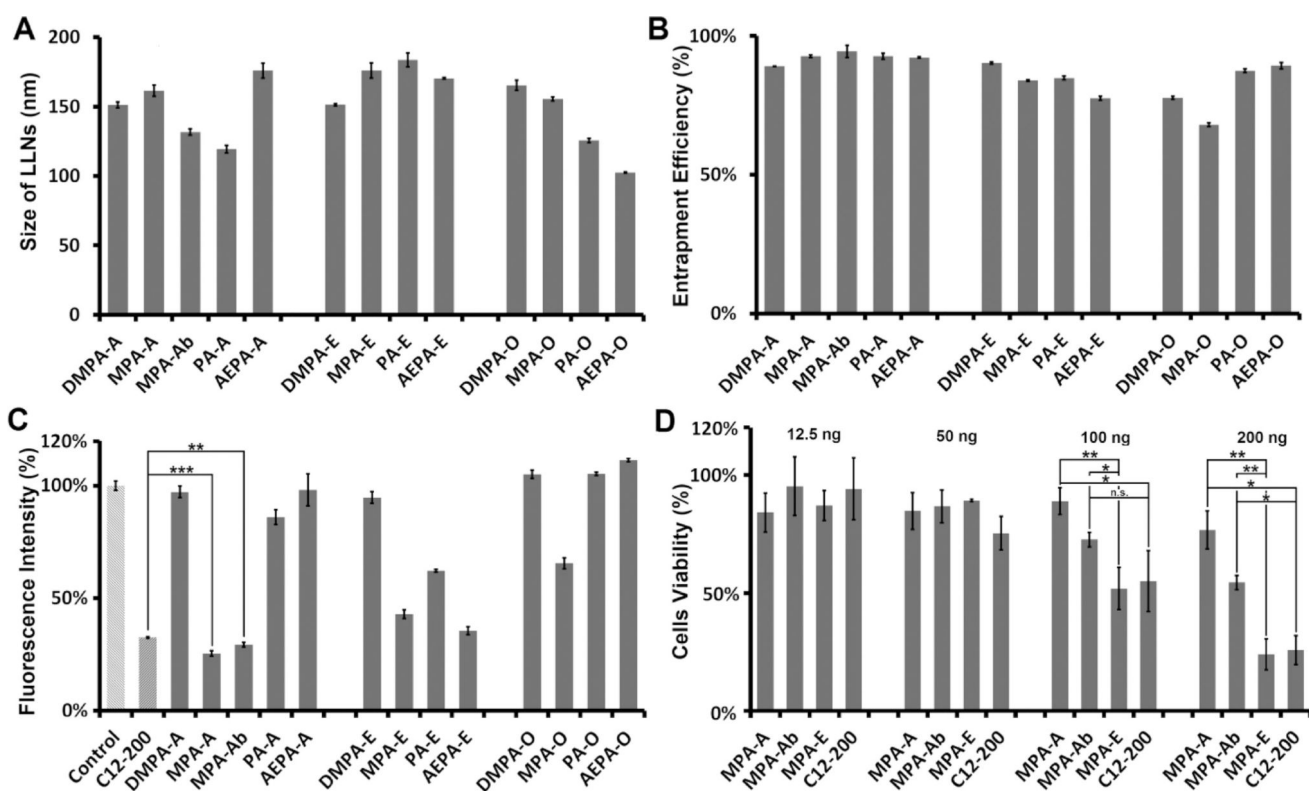 A
Size of LLNs (nm)
200
150
100
50
0
DMPA-A
MPA-A
MPA-Ab
PA-A
AEPA-A
DMPA-E
MPA-E
PA-E
AEPA-E
DMPA-O
MPA-O
PA-O
AEPA-O
B
Entrapment Efficiency (%)
100%
50%
0%
DMPA-A
MPA-A
MPA-Ab
PA-A
AEPA-A
DMPA-E
MPA-E
PA-E
AEPA-E
DMPA-O
MPA-O
PA-O
AEPA-O
C
Fluorescence Intensity (%)
120%
100%
50%
0%
**
***
Control
C12-200
DMPA-A
MPA-A
MPA-Ab
PA-A
AEPA-A
DMPA-E
MPA-E
PA-E
AEPA-E
DMPA-O
MPA-O
PA-O
AEPA-O
D
Cells Viability (%)
120%
100%
50%
0%
12.5 ng
50 ng
100 ng
200 ng
**
*
*
n.s.
**
**
*
*
MPA-A
MPA-Ab
MPA-E
C12-200
MPA-A
MPA-Ab
MPA-E
C12-200
MPA-A
MPA-Ab
MPA-E
C12-200
MPA-A
MPA-Ab
MPA-E
C12-200